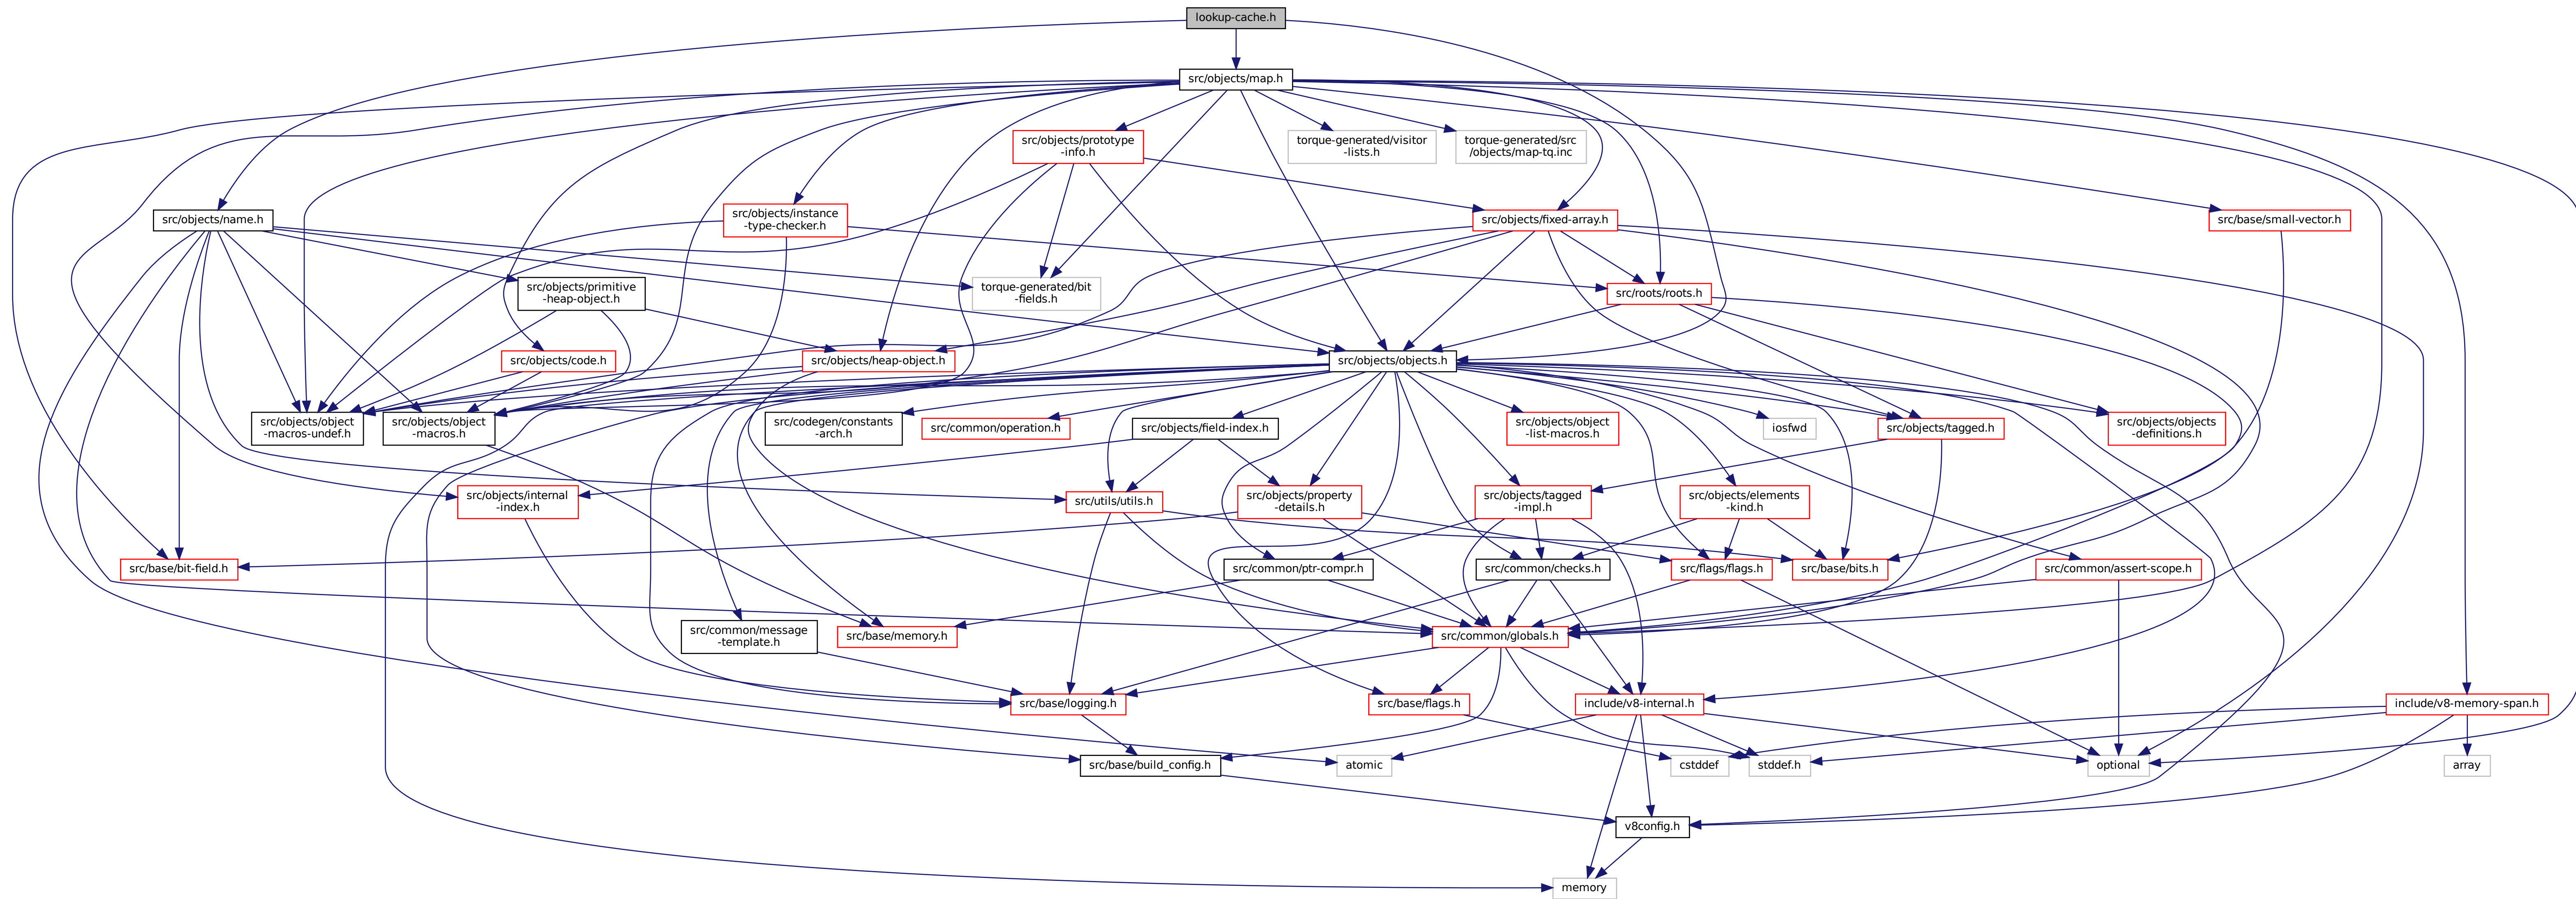 lookup-cache.h
src/objects/map.h
src/objects/prototype
-info.h
torque-generated/visitor
-lists.h
torque-generated/src
/objects/map-tq.inc
src/objects/name.h
src/objects/instance
-type-checker.h
src/objects/fixed-array.h
src/base/small-vector.h
src/objects/primitive
-heap-object.h
torque-generated/bit
-fields.h
src/roots/roots.h
src/objects/code.h
src/objects/heap-object.h
src/objects/objects.h
src/objects/object
-macros-undef.h
src/objects/object
-macros.h
src/codegen/constants
-arch.h
src/common/operation.h
src/objects/field-index.h
src/objects/object
-list-macros.h
iosfwd
src/objects/tagged.h
src/objects/objects
-definitions.h
src/objects/internal
-index.h
src/utils/utils.h
src/objects/property
-details.h
src/objects/tagged
-impl.h
src/objects/elements
-kind.h
src/base/bit-field.h
src/common/ptr-compr.h
src/common/checks.h
src/flags/flags.h
src/base/bits.h
src/common/assert-scope.h
src/common/message
-template.h
src/base/memory.h
src/common/globals.h
src/base/logging.h
src/base/flags.h
include/v8-internal.h
include/v8-memory-span.h
src/base/build_config.h
atomic
cstddef
stddef.h
optional
array
v8config.h
memory